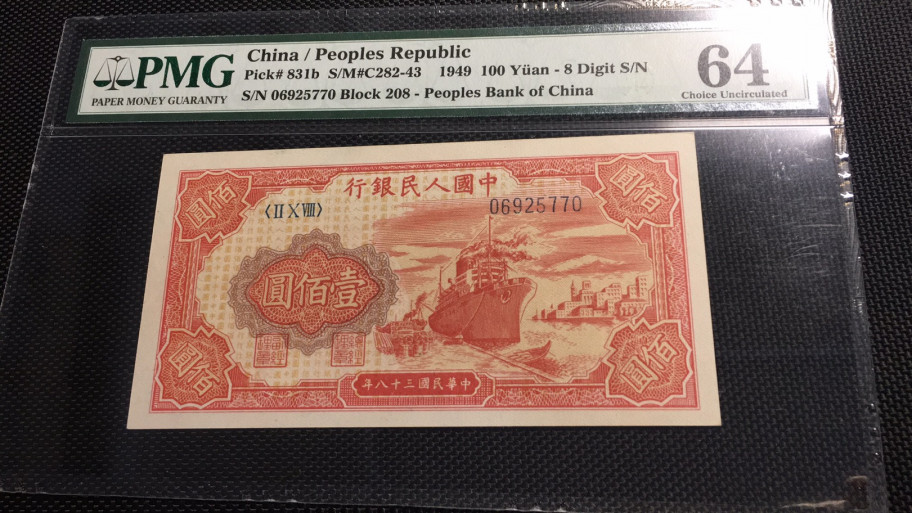 PMG
PAPER MONEY GUARANTY
China / Peoples Republic
Pick# 831b S/M#C282-43 1949 100 Yüan - 8 Digit S/N
S/N 06925770 Block 208 - Peoples Bank of China
64
Choice Uncirculated
行銀民人國中
圓佰
圓佰
〈II X VIII〉
06925770
圓佰壹
圓佰
圓佰
年八十三國民華中